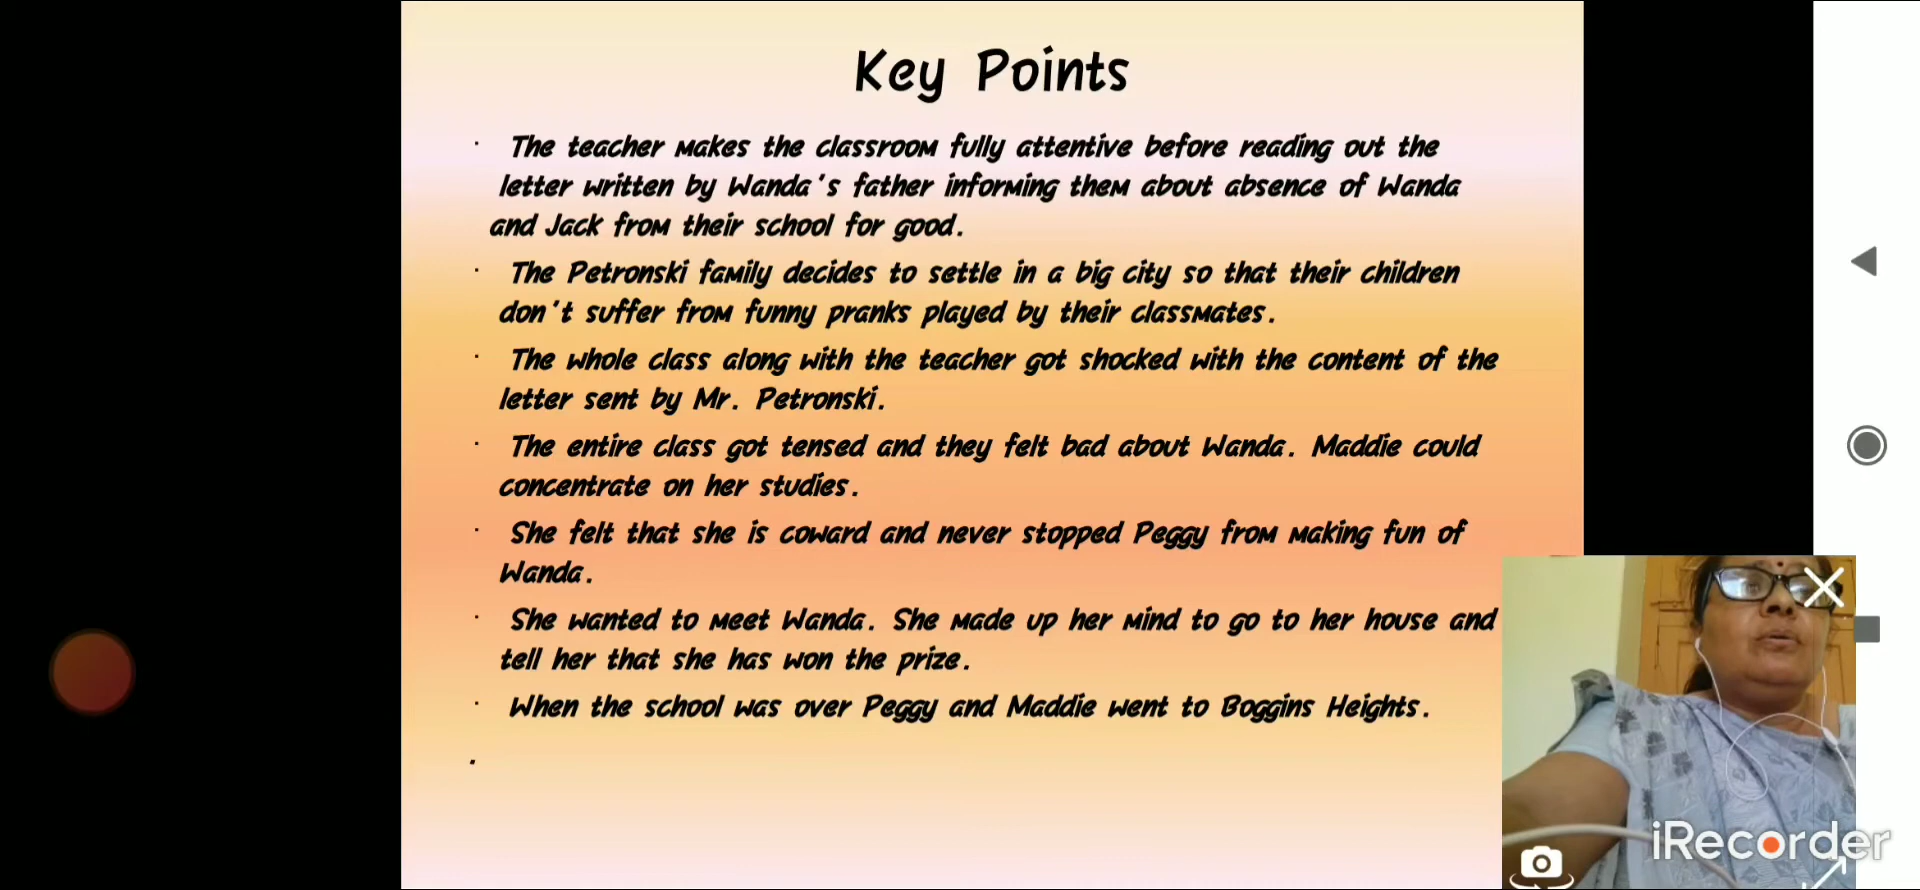 Key Points
· The teacher makes the classroom fully attentive before reading out the
letter written by Wanda's father informing them about absence of Wanda
and Jack from their school for good.
· The Petronski family decides to settle in a big city so that their children
don't suffer from funny pranks played by their classmates.
· The whole class along with the teacher got shocked with the content of the
letter sent by Mr. Petronski.
· The entire class got tensed and they felt bad about Wanda. Maddie could
concentrate on her studies.
· She felt that she is coward and never stopped Peggy from making fun of
Wanda.
· She wanted to meet Wanda. She made up her mind to go to her house and
tell her that she has won the prize.
· When the school was over Peggy and Maddie went to Boggins Heights.
.
iRecorder